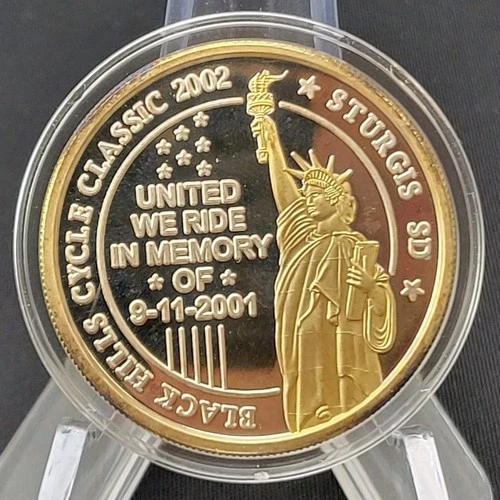 BLACK HILLS CYCLE CLASSIC 2002
STURGIS SD
UNITED
WE RIDE
IN MEMORY
OF
9-11-2001